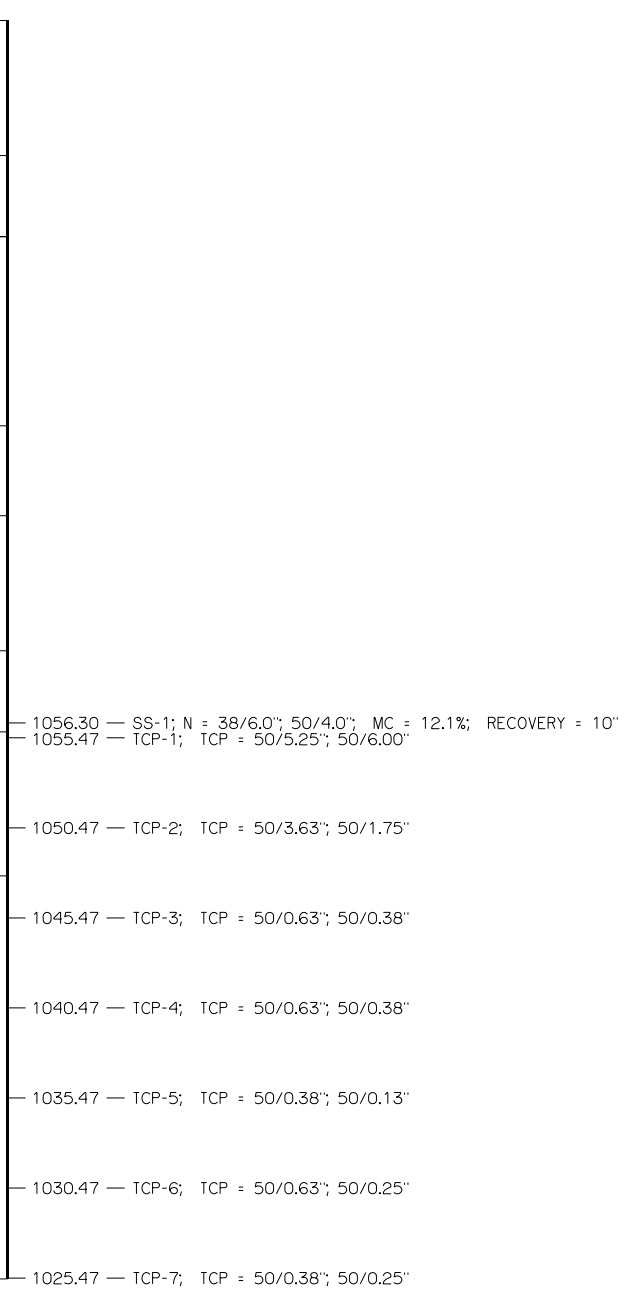 1056.30 — SS-1; N = 38/6.0"; 50/4.0"; MC = 12.1%; RECOVERY = 10"
1055.47 — TCP-1; TCP = 50/5.25"; 50/6.00"
1050.47 — TCP-2; TCP = 50/3.63"; 50/1.75"
1045.47 — TCP-3; TCP = 50/0.63"; 50/0.38"
1040.47 — TCP-4; TCP = 50/0.63"; 50/0.38"
1035.47 — TCP-5; TCP = 50/0.38"; 50/0.13"
1030.47 — TCP-6; TCP = 50/0.63"; 50/0.25"
1025.47 — TCP-7; TCP = 50/0.38"; 50/0.25"